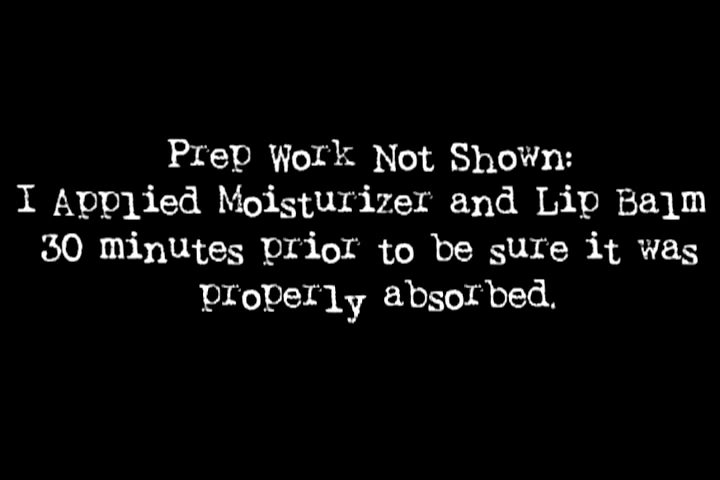 Prep Work Not Shown:
I Applied Moisturizer and Lip Balm
30 minutes prior to be sure it was
properly absorbed.